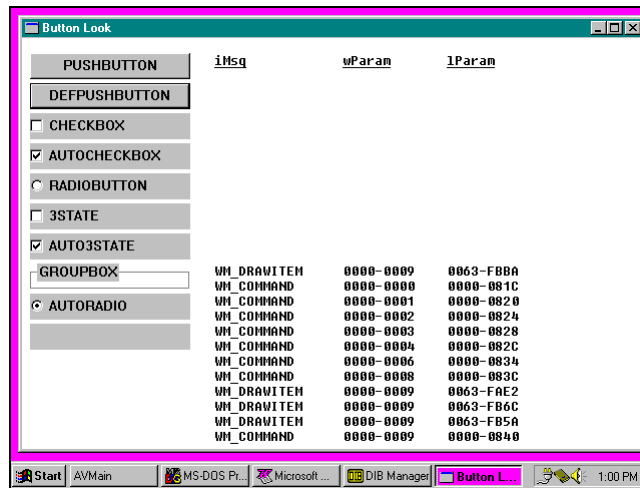 Button Look
PUSHBUTTON
DEFPUSHBUTTON
CHECKBOX
AUTOCHECKBOX
RADIOBUTTON
3STATE
AUTO3STATE
GROUPBOX
AUTORADIO
iMsg wParam lParam
WM_DRAWITEM 0000-0009 0063-FBBA
WM_COMMAND 0000-0000 0000-081C
WM_COMMAND 0000-0001 0000-0820
WM_COMMAND 0000-0002 0000-0824
WM_COMMAND 0000-0003 0000-0828
WM_COMMAND 0000-0004 0000-082C
WM_COMMAND 0000-0006 0000-0834
WM_COMMAND 0000-0008 0000-083C
WM_DRAWITEM 0000-0009 0063-FAE2
WM_DRAWITEM 0000-0009 0063-FB6C
WM_DRAWITEM 0000-0009 0063-FB5A
WM_COMMAND 0000-0009 0000-0840
Start AVMain MS-DOS Pr... Microsoft ... DIB Manager Button L... 1:00 PM